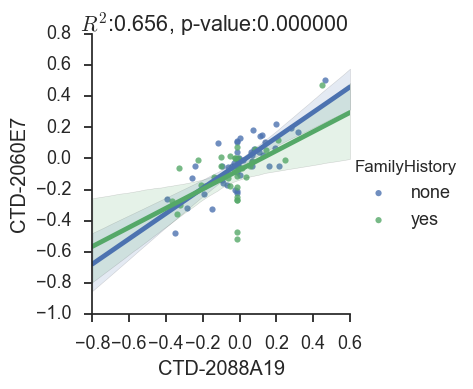 R²:0.656, p-value:0.000000
0.8
0.6
0.4
0.2
0.0
−0.2
−0.4
−0.6
−0.8
−1.0
CTD-2060E7
−0.8−0.6−0.4−0.2 0.0 0.2 0.4 0.6
CTD-2088A19
FamilyHistory
none
yes